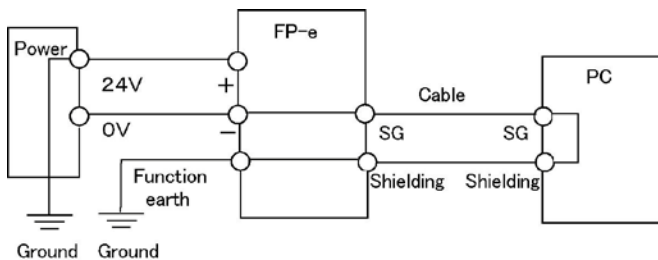 Power
24V
0V
FP-e
+
−
Function
earth
Ground
Ground
Cable
SG
SG
Shielding
Shielding
PC